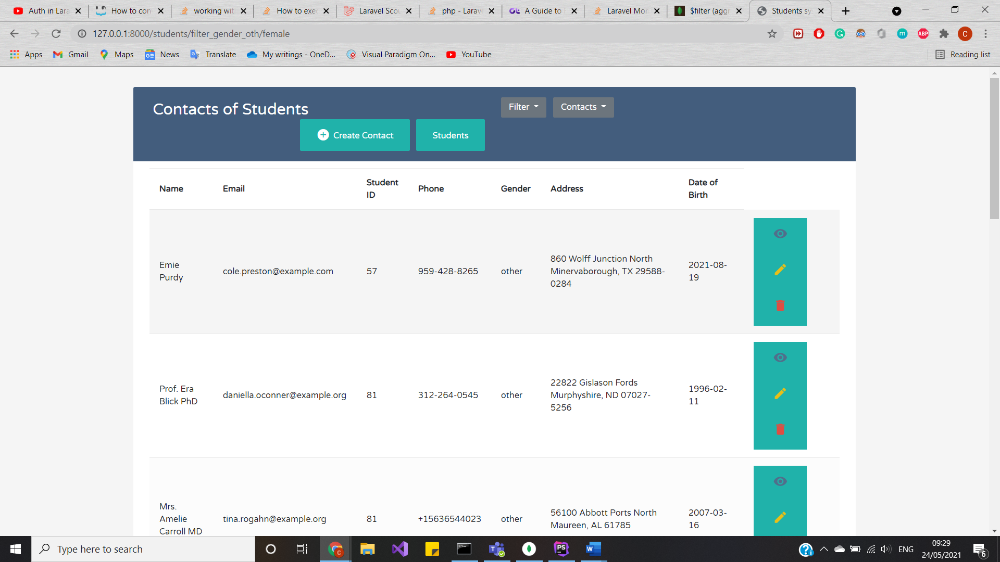 Auth in Lara
How to con
working wit
How to exe
Laravel Scou
php - Larave
A Guide to
Laravel Mon
$filter (aggr
Students sy
127.0.0.1:8000/students/filter_gender_oth/female
Apps
Gmail
Maps
News
Translate
My writings - OneD...
Visual Paradigm On...
YouTube
Reading list
Contacts of Students
Filter
Contacts
Create Contact
Students
Name
Email
Student
ID
Phone
Gender
Address
Date of
Birth
Emie
Purdy
cole.preston@example.com
57
959-428-8265
other
860 Wolff Junction North
Minervaborough, TX 29588-
0284
2021-08-
19
Prof. Era
Blick PhD
daniella.oconner@example.org
81
312-264-0545
other
22822 Gislason Fords
Murphyshire, ND 07027-
5256
1996-02-
11
Mrs.
Amelie
Carroll MD
tina.rogahn@example.org
81
+15636544023
other
56100 Abbott Ports North
Maureen, AL 61785
2007-03-
16
Type here to search
ENG
09:29
24/05/2021
6